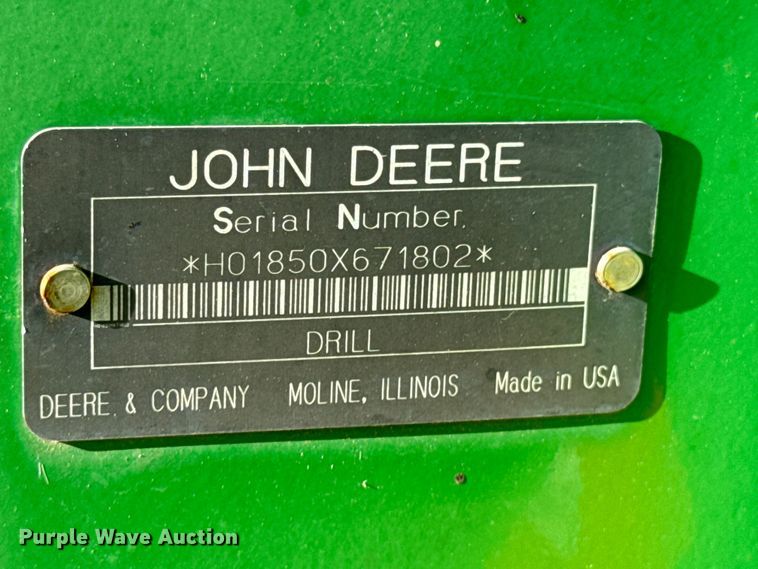 JOHN DEERE
Serial Number.
*H01850X671802*
DRILL
DEERE & COMPANY MOLINE, ILLINOIS Made in USA
Purple Wave Auction